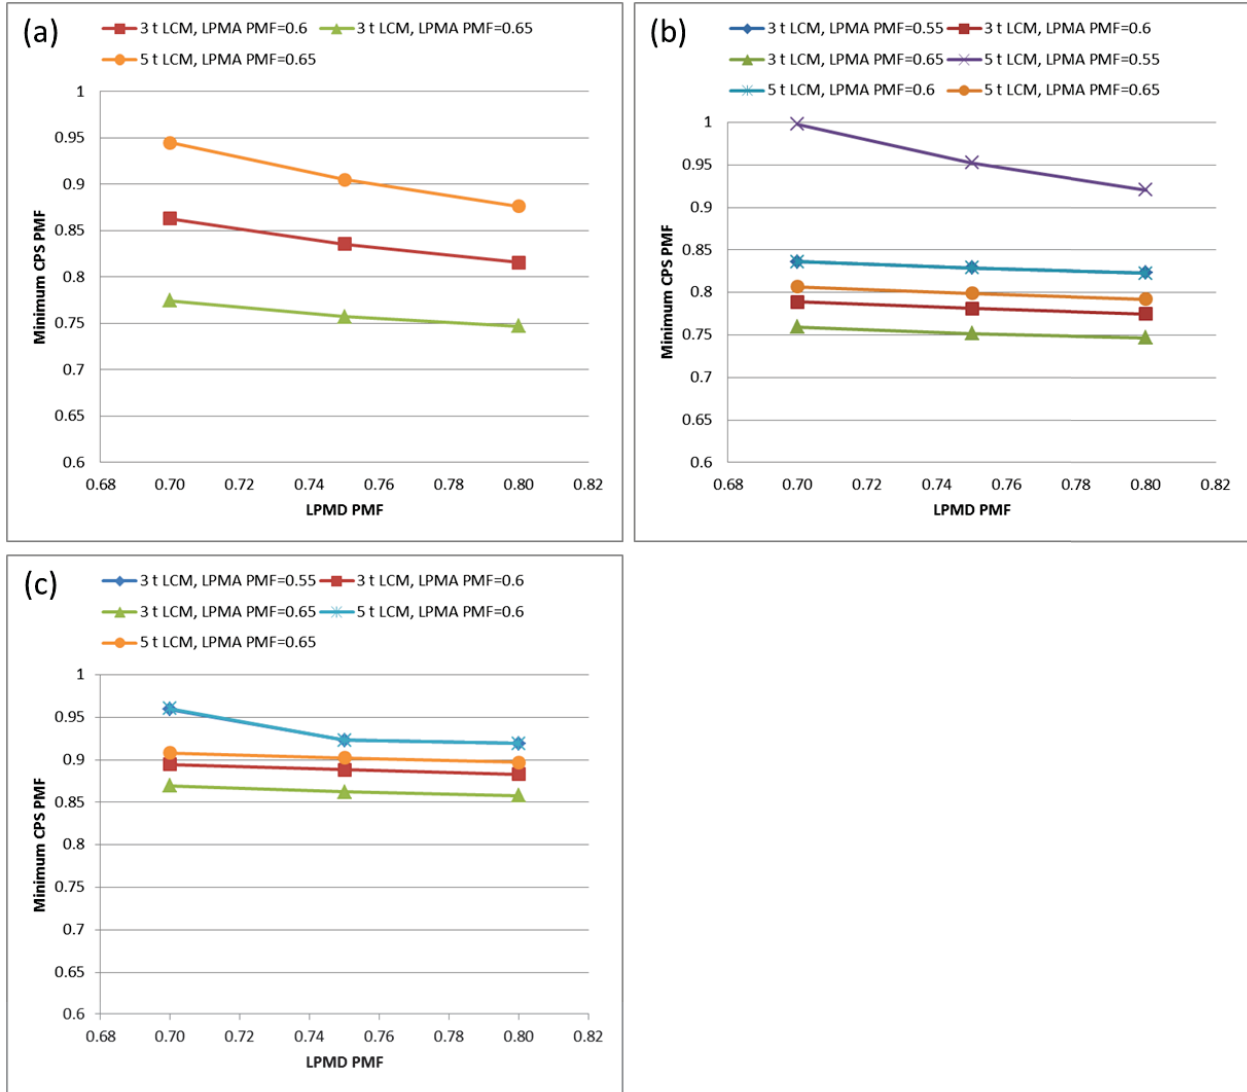 (a)
3 t LCM, LPMA PMF=0.6 3 t LCM, LPMA PMF=0.65
5 t LCM, LPMA PMF=0.65
1
0.95
0.9
0.85
0.8
0.75
0.7
0.65
0.6
Minimum CPS PMF
0.68 0.70 0.72 0.74 0.76 0.78 0.80 0.82
LPMD PMF
(b)
3 t LCM, LPMA PMF=0.55 3 t LCM, LPMA PMF=0.6
3 t LCM, LPMA PMF=0.65 5 t LCM, LPMA PMF=0.55
5 t LCM, LPMA PMF=0.6 5 t LCM, LPMA PMF=0.65
1
0.95
0.9
0.85
0.8
0.75
0.7
0.65
0.6
Minimum CPS PMF
0.68 0.70 0.72 0.74 0.76 0.78 0.80 0.82
LPMD PMF
(c)
3 t LCM, LPMA PMF=0.55 3 t LCM, LPMA PMF=0.6
3 t LCM, LPMA PMF=0.65 5 t LCM, LPMA PMF=0.6
5 t LCM, LPMA PMF=0.65
1
0.95
0.9
0.85
0.8
0.75
0.7
0.65
0.6
Minimum CPS PMF
0.68 0.70 0.72 0.74 0.76 0.78 0.80 0.82
LPMD PMF